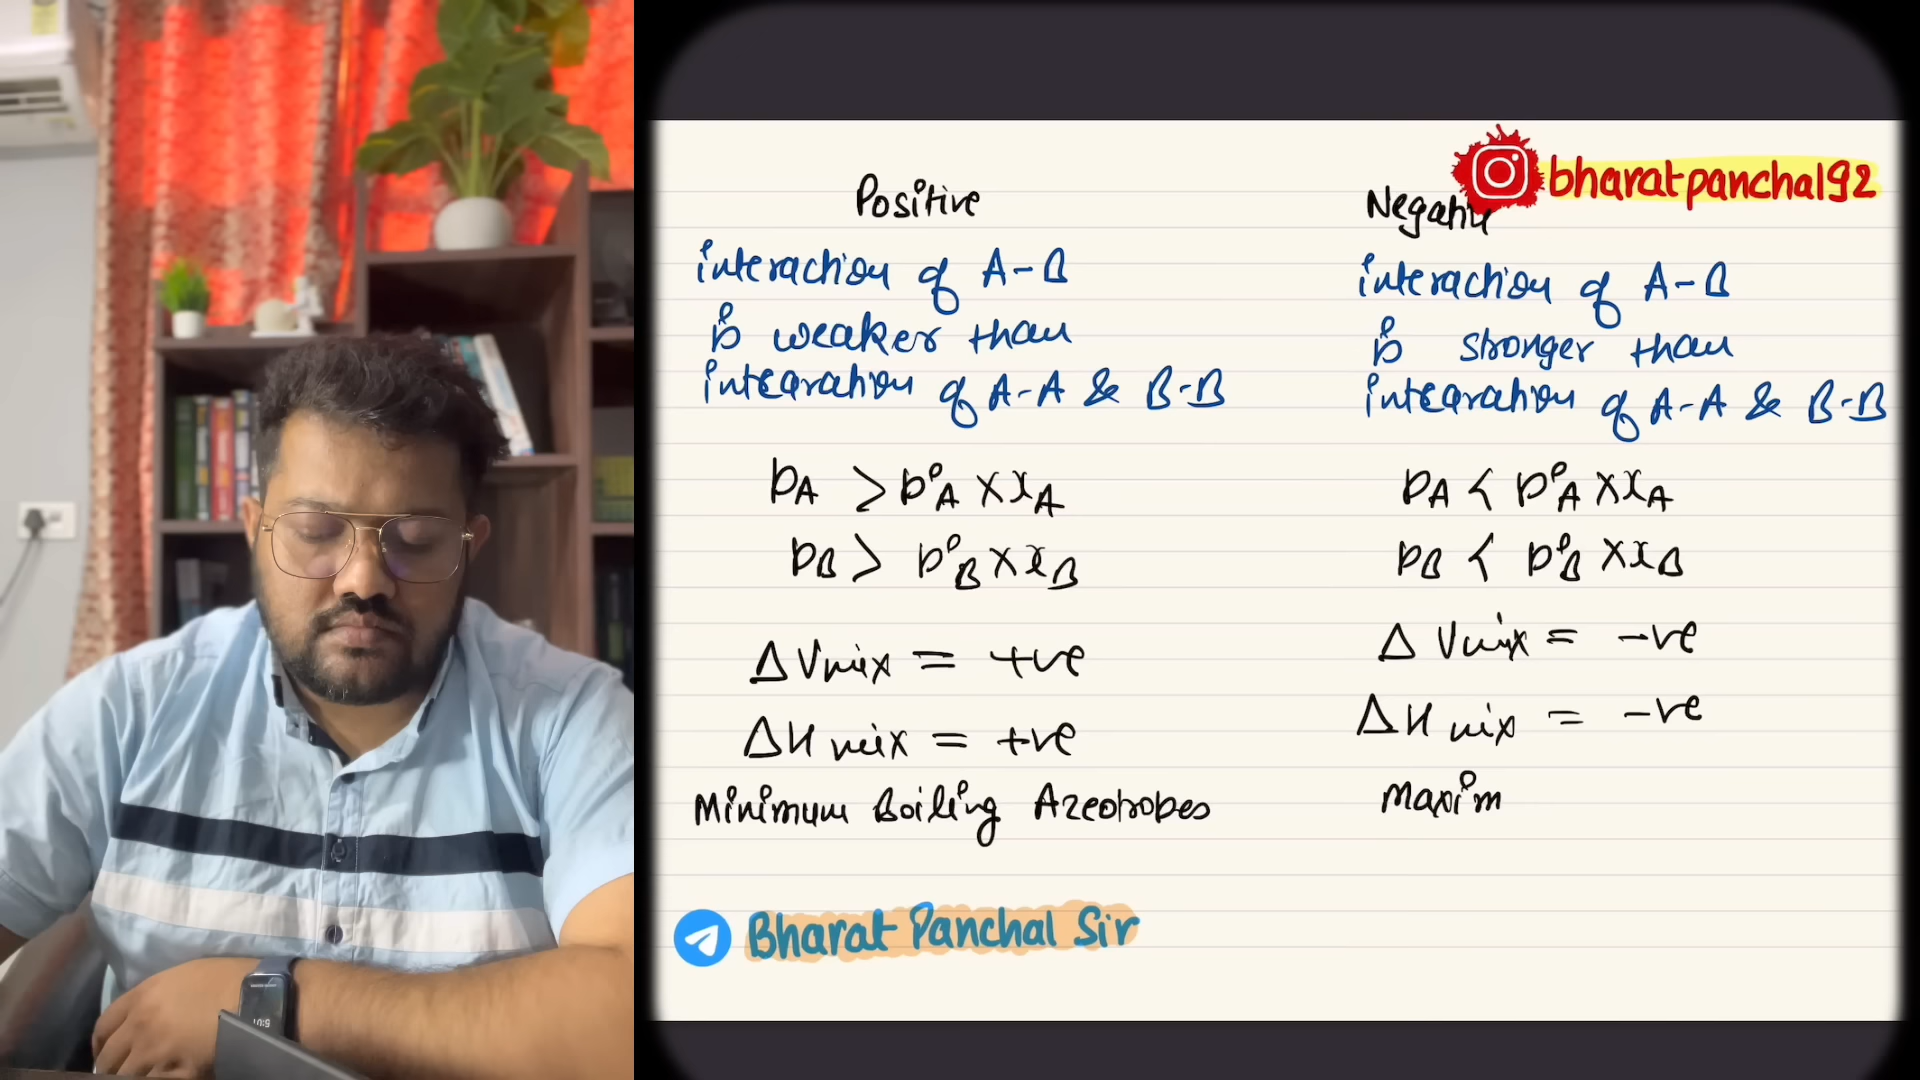 bharatpanchal92
Positive
interaction of A-B
is weaker than
intearation of A-A & B-B
pA > p°A × xA
pB > p°B × xB
ΔVmix = +ve
ΔHmix = +ve
Minimum Boiling Azeotropes
Negative
interaction of A-B
is stronger than
intearation of A-A & B-B
pA < p°A × xA
pB < p°B × xB
ΔVmix = -ve
ΔHmix = -ve
Maxim
Bharat Panchal Sir